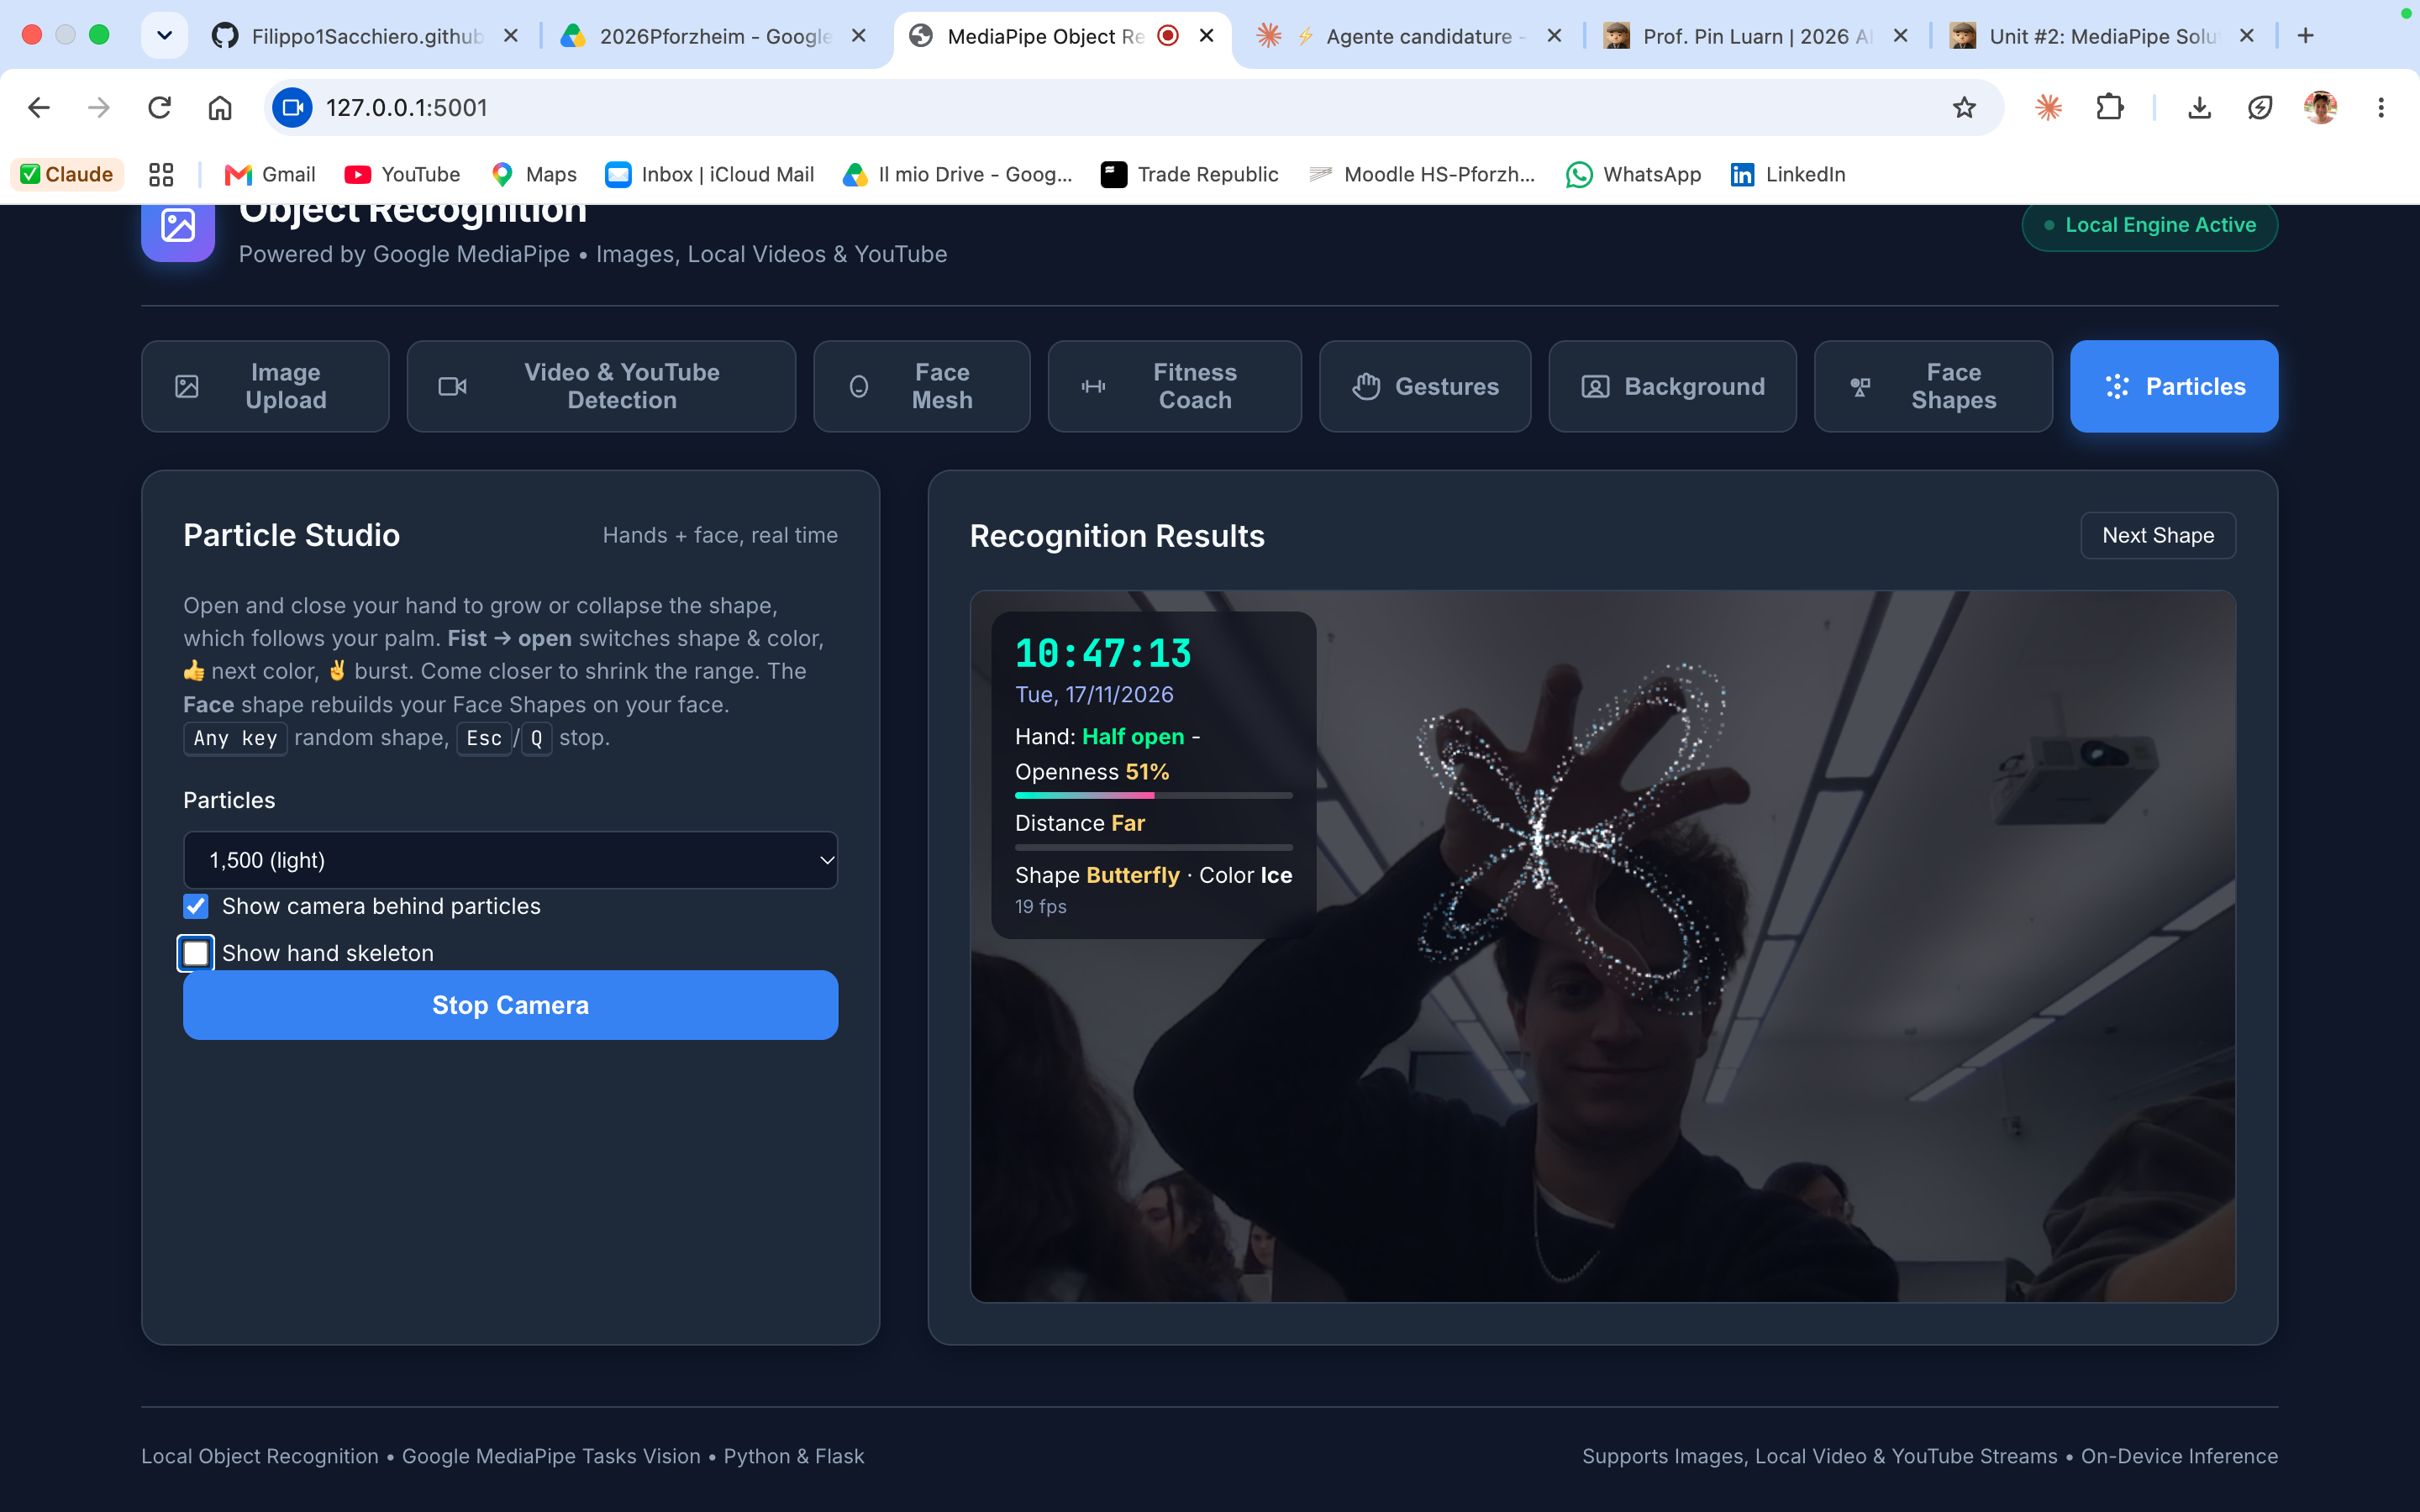 Filippo1Sacchiero.github
2026Pforzheim - Google
MediaPipe Object Re
Agente candidature -
Prof. Pin Luarn | 2026 AI
Unit #2: MediaPipe Solu
127.0.0.1:5001
Claude
Gmail
YouTube
Maps
Inbox | iCloud Mail
Il mio Drive - Goog...
Trade Republic
Moodle HS-Pforzh...
WhatsApp
LinkedIn
Object Recognition
Powered by Google MediaPipe • Images, Local Videos & YouTube
Local Engine Active
Image
Upload
Video & YouTube
Detection
Face
Mesh
Fitness
Coach
Gestures
Background
Face
Shapes
Particles
Particle Studio
Hands + face, real time
Open and close your hand to grow or collapse the shape,
which follows your palm. Fist → open switches shape & color,
👍 next color, ✌️ burst. Come closer to shrink the range. The
Face shape rebuilds your Face Shapes on your face.
Any key random shape, Esc/Q stop.
Particles
1,500 (light)
Show camera behind particles
Show hand skeleton
Stop Camera
Recognition Results
Next Shape
10:47:13
Tue, 17/11/2026
Hand: Half open -
Openness 51%
Distance Far
Shape Butterfly · Color Ice
19 fps
Local Object Recognition • Google MediaPipe Tasks Vision • Python & Flask
Supports Images, Local Video & YouTube Streams • On-Device Inference